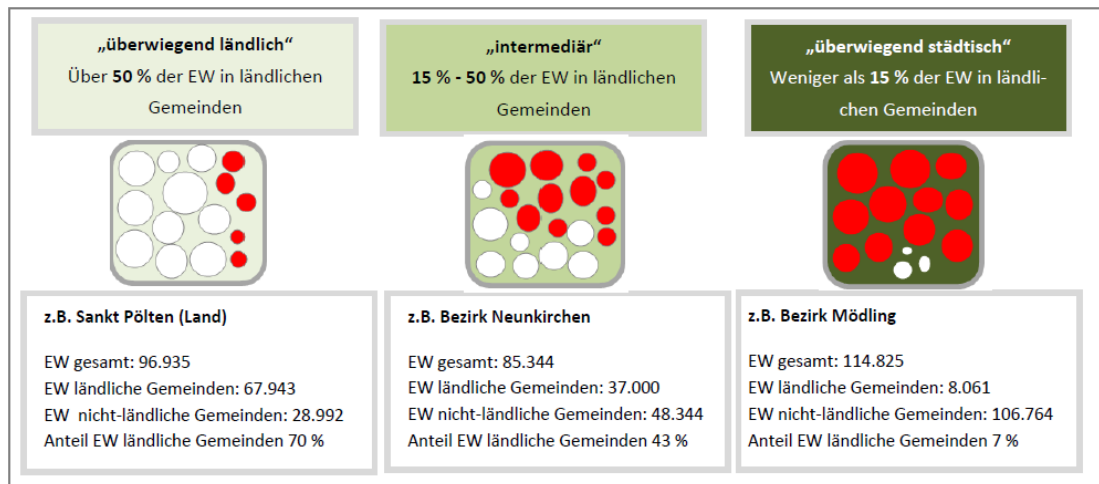 „überwiegend ländlich“
Über 50 % der EW in ländlichen
Gemeinden
„intermediär“
15 % - 50 % der EW in ländlichen
Gemeinden
„überwiegend städtisch“
Weniger als 15 % der EW in ländli-
chen Gemeinden
z.B. Sankt Pölten (Land)
EW gesamt: 96.935
EW ländliche Gemeinden: 67.943
EW  nicht-ländliche Gemeinden: 28.992
Anteil EW ländliche Gemeinden 70 %
z.B. Bezirk Neunkirchen
EW gesamt: 85.344
EW ländliche Gemeinden: 37.000
EW nicht-ländliche Gemeinden: 48.344
Anteil EW ländliche Gemeinden 43 %
z.B. Bezirk Mödling
EW gesamt: 114.825
EW ländliche Gemeinden: 8.061
EW nicht-ländliche Gemeinden: 106.764
Anteil EW ländliche Gemeinden 7 %